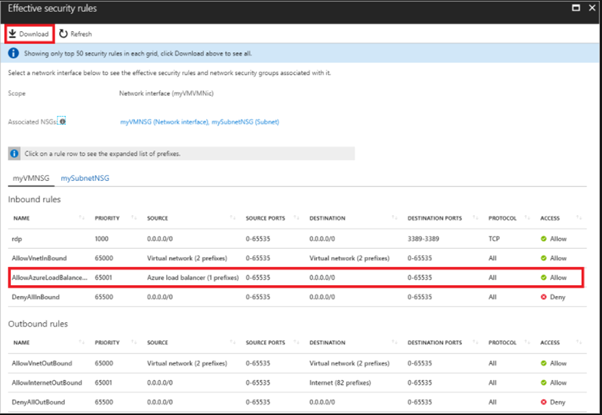 Effective security rules
Download Refresh
Showing only top 50 security rules in each grid, click Download above to see all.
Select a network interface below to see the effective security rules and network security groups associated with it.
Scope Network interface (myVMVMNic)
Associated NSGs myVMNSG (Network interface), mySubnetNSG (Subnet)
Click on a rule row to see the expanded list of prefixes.
myVMNSG mySubnetNSG
Inbound rules
NAME PRIORITY SOURCE SOURCE PORTS DESTINATION DESTINATION PORTS PROTOCOL ACCESS
rdp 1000 0.0.0.0/0 0-65535 0.0.0.0/0 3389-3389 TCP Allow
AllowVnetInBound 65000 Virtual network (2 prefixes) 0-65535 Virtual network (2 prefixes) 0-65535 All Allow
AllowAzureLoadBalance... 65001 Azure load balancer (1 prefixes) 0-65535 0.0.0.0/0 0-65535 All Allow
DenyAllInBound 65500 0.0.0.0/0 0-65535 0.0.0.0/0 0-65535 All Deny
Outbound rules
NAME PRIORITY SOURCE SOURCE PORTS DESTINATION DESTINATION PORTS PROTOCOL ACCESS
AllowVnetOutBound 65000 Virtual network (2 prefixes) 0-65535 Virtual network (2 prefixes) 0-65535 All Allow
AllowInternetOutBound 65001 0.0.0.0/0 0-65535 Internet (82 prefixes) 0-65535 All Allow
DenyAllOutBound 65500 0.0.0.0/0 0-65535 0.0.0.0/0 0-65535 All Deny